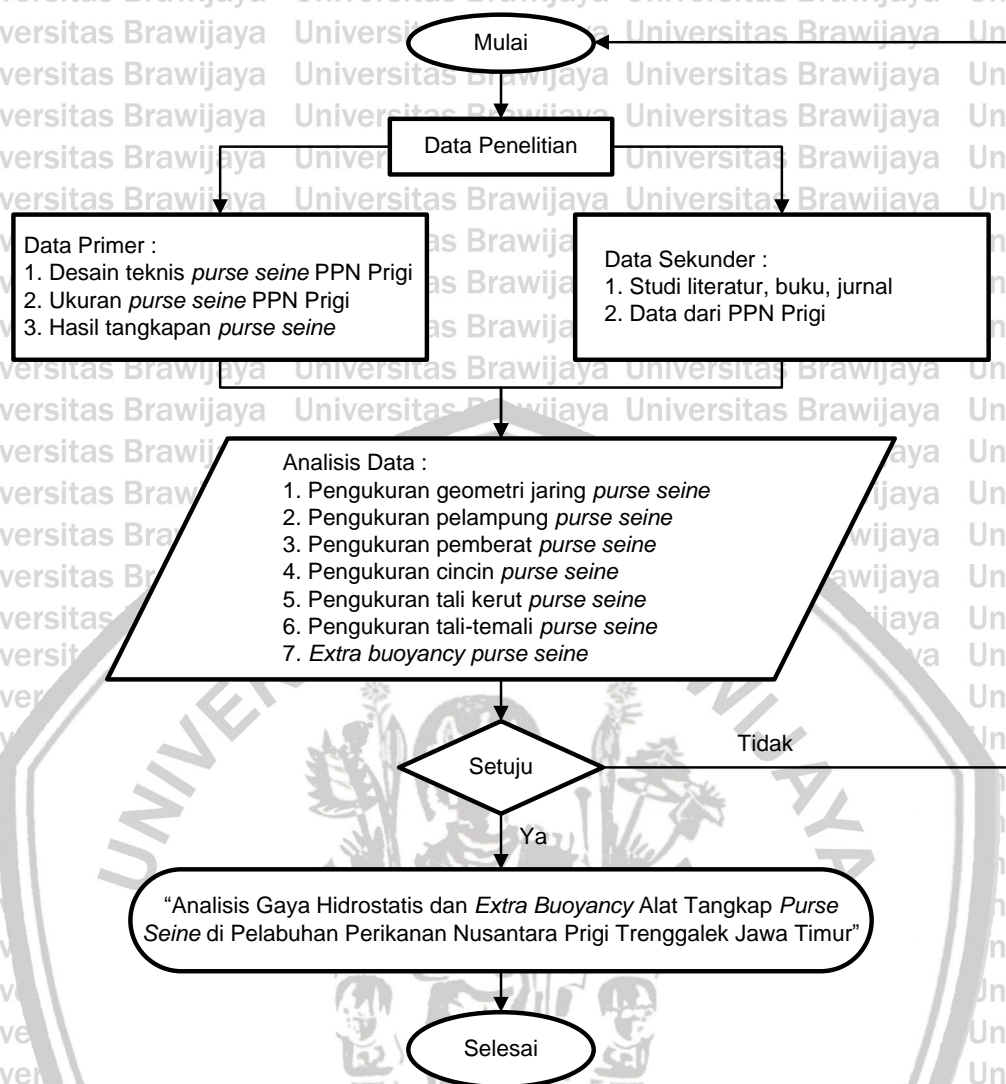 Mulai
Data Penelitian
Data Primer :
1. Desain teknis purse seine PPN Prigi
2. Ukuran purse seine PPN Prigi
3. Hasil tangkapan purse seine
Data Sekunder :
1. Studi literatur, buku, jurnal
2. Data dari PPN Prigi
Analisis Data :
1. Pengukuran geometri jaring purse seine
2. Pengukuran pelampung purse seine
3. Pengukuran pemberat purse seine
4. Pengukuran cincin purse seine
5. Pengukuran tali kerut purse seine
6. Pengukuran tali-temali purse seine
7. Extra buoyancy purse seine
Setuju
Tidak
Ya
“Analisis Gaya Hidrostatis dan Extra Buoyancy Alat Tangkap Purse
Seine di Pelabuhan Perikanan Nusantara Prigi Trenggalek Jawa Timur”
Selesai